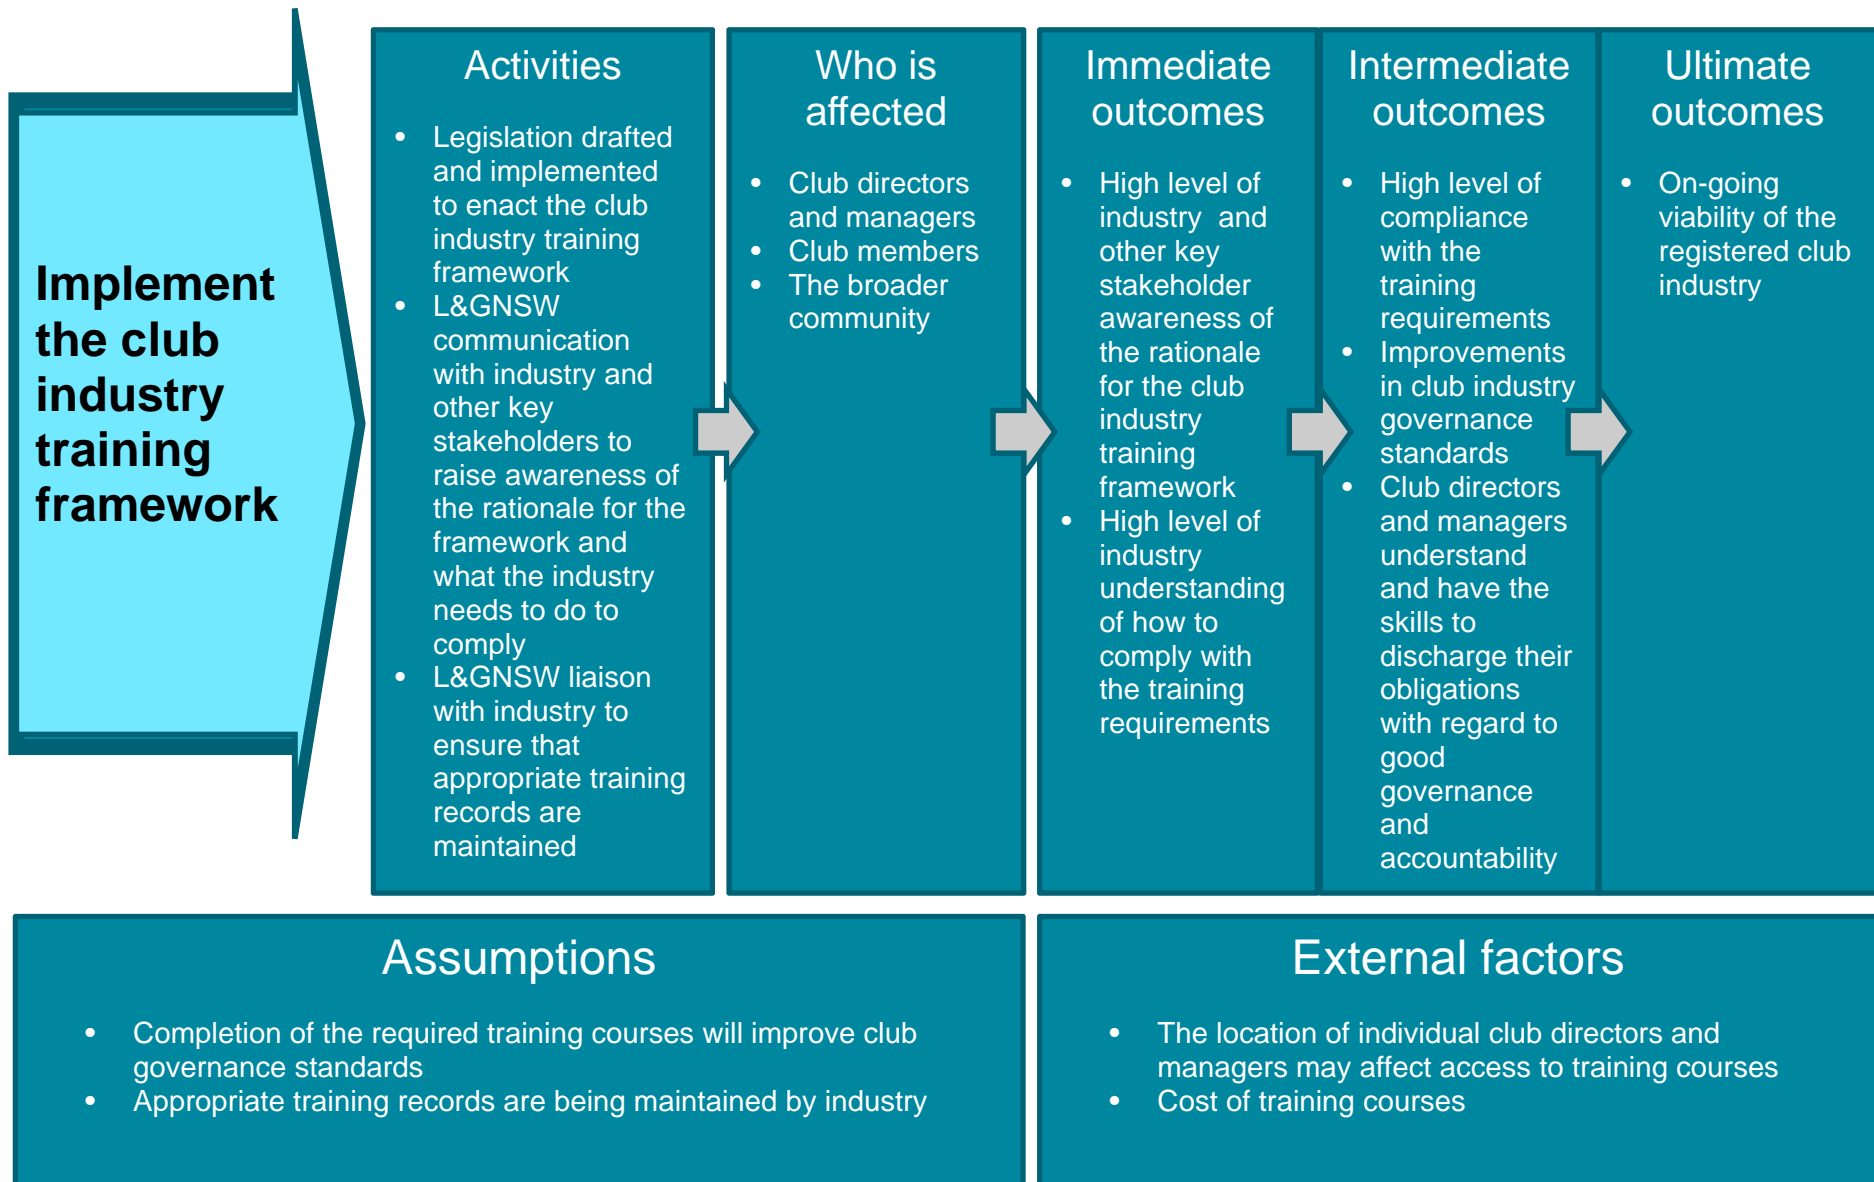 Implement
the club
industry
training
framework
Activities
• Legislation drafted
and implemented
to enact the club
industry training
framework
• L&GNSW
communication
with industry and
other key
stakeholders to
raise awareness of
the rationale for the
framework and
what the industry
needs to do to
comply
• L&GNSW liaison
with industry to
ensure that
appropriate training
records are
maintained
Who is
affected
• Club directors
and managers
• Club members
• The broader
community
Immediate
outcomes
• High level of
industry and
other key
stakeholder
awareness of
the rationale
for the club
industry
training
framework
• High level of
industry
understanding
of how to
comply with
the training
requirements
Intermediate
outcomes
• High level of
compliance
with the
training
requirements
• Improvements
in club industry
governance
standards
• Club directors
and managers
understand
and have the
skills to
discharge their
obligations
with regard to
good
governance
and
accountability
Ultimate
outcomes
• On-going
viability of the
registered club
industry
Assumptions
• Completion of the required training courses will improve club
governance standards
• Appropriate training records are being maintained by industry
External factors
• The location of individual club directors and
managers may affect access to training courses
• Cost of training courses